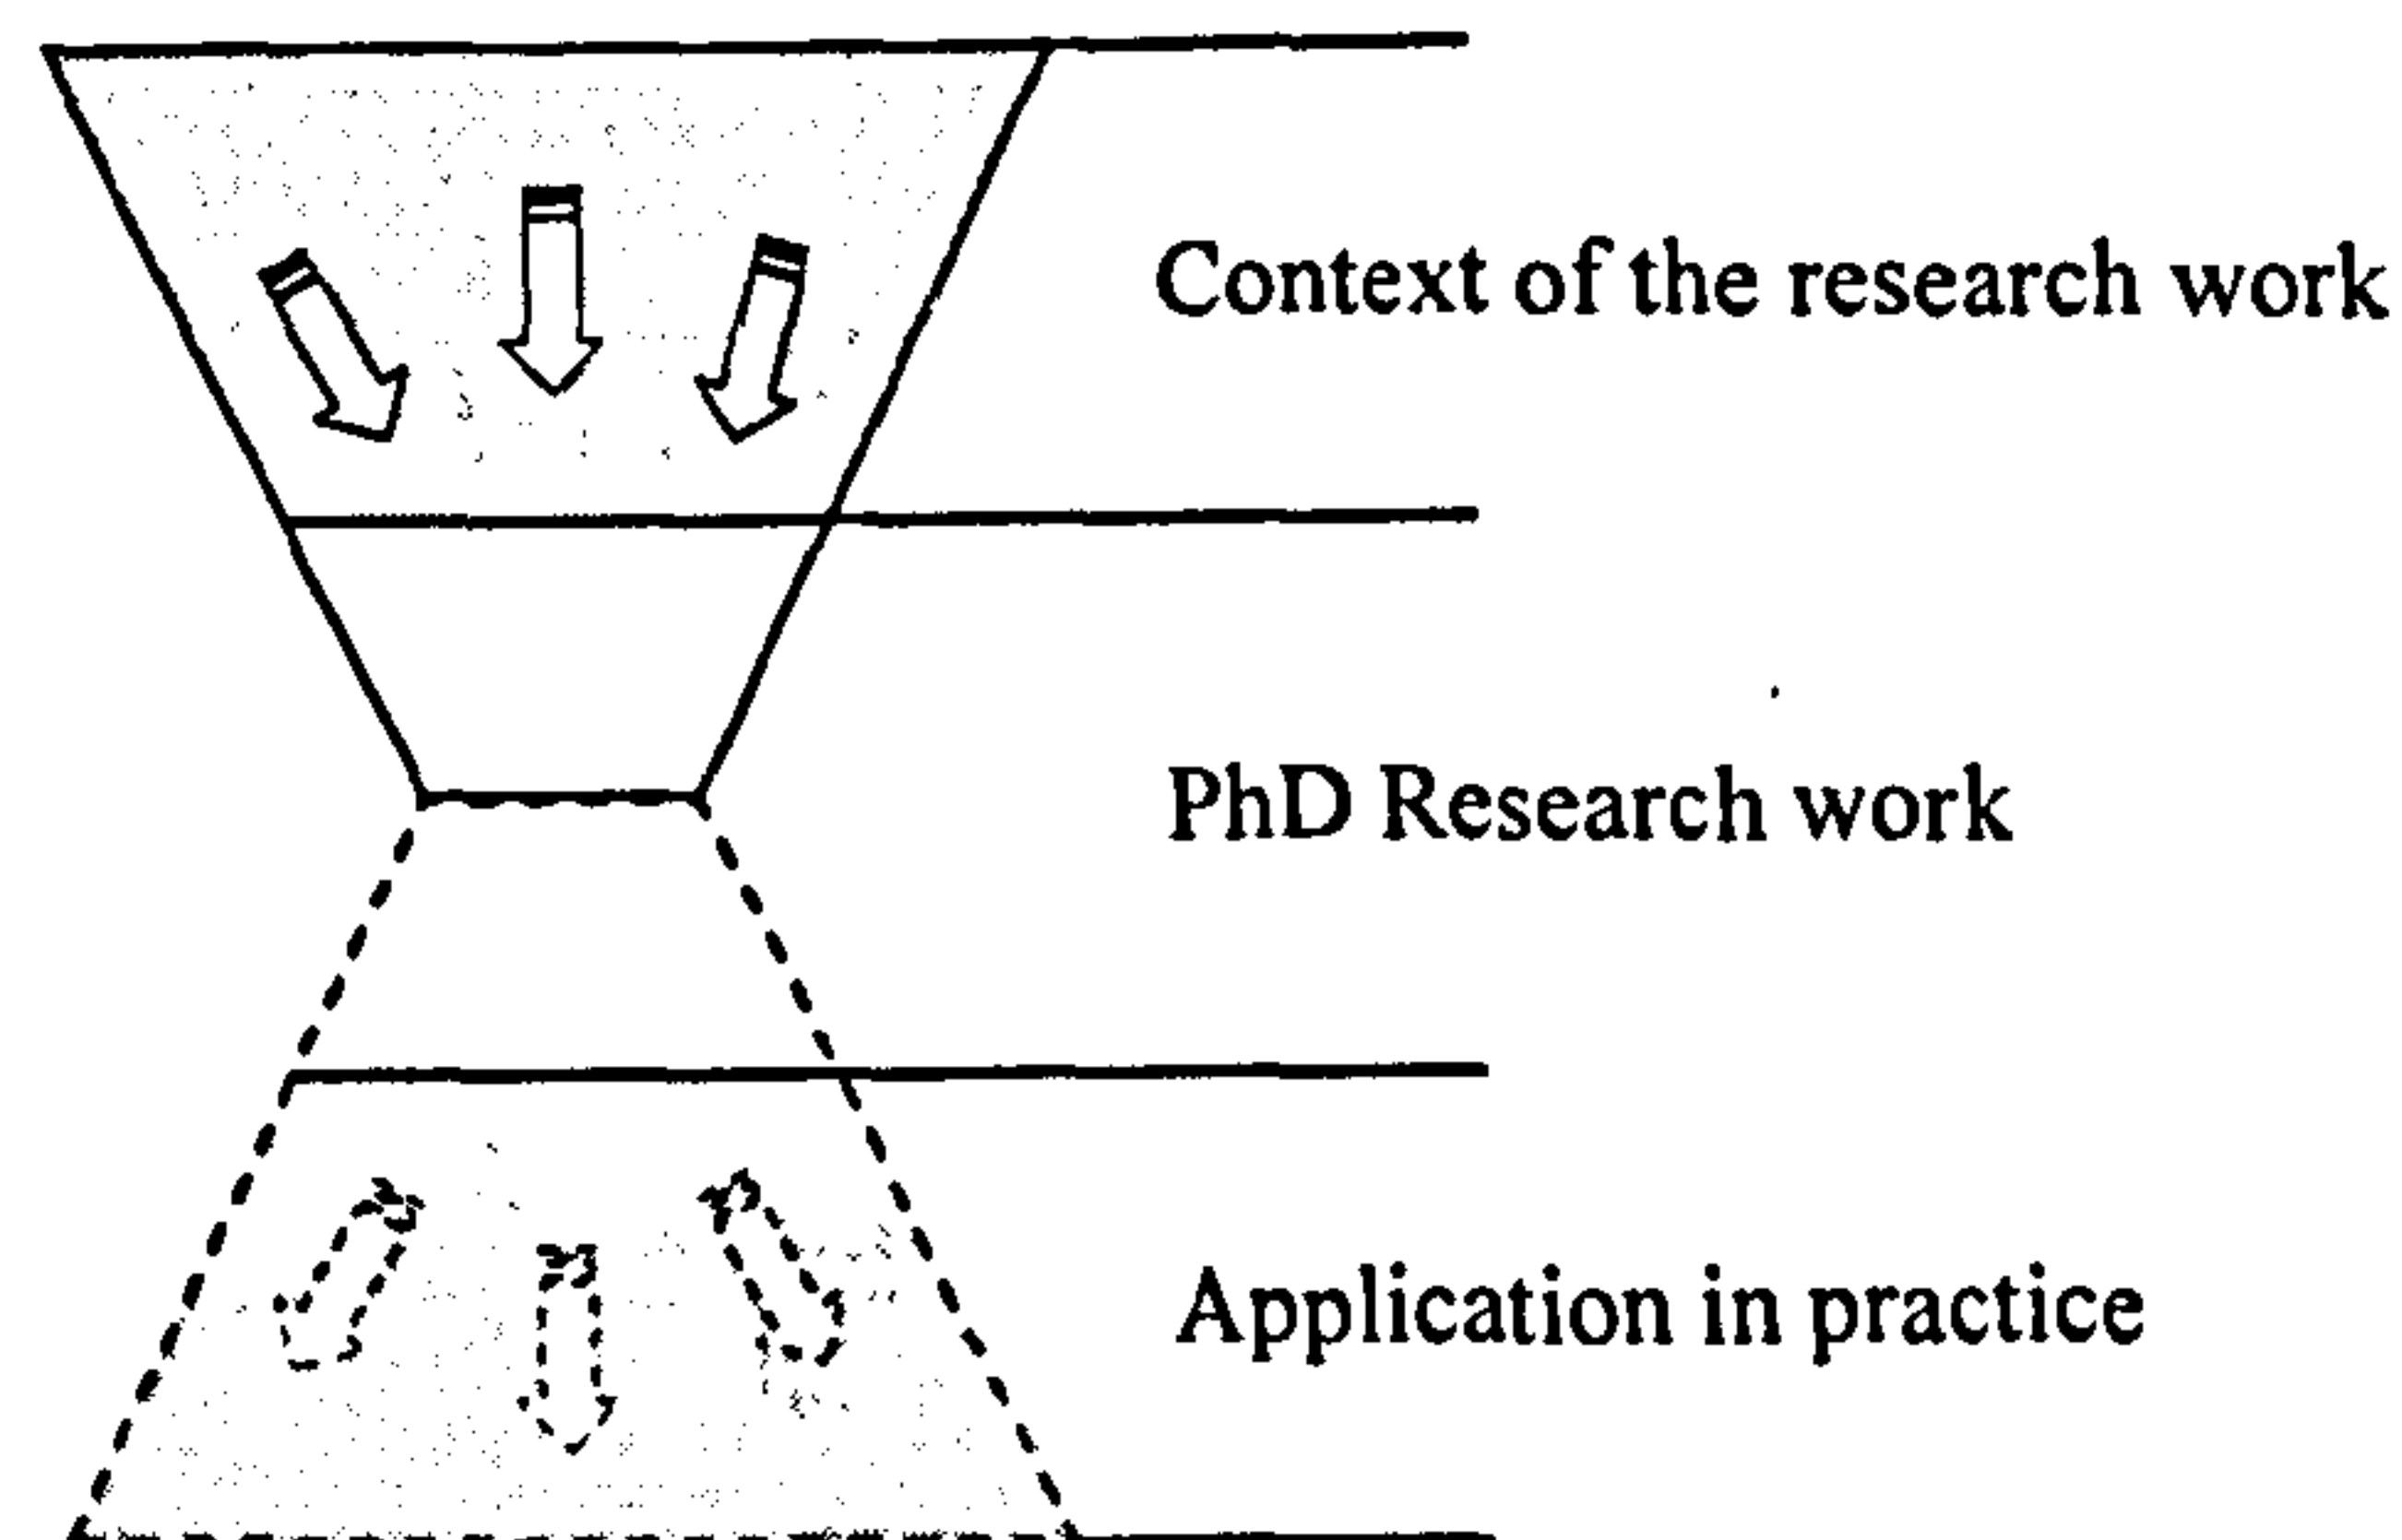 Context of the research work
PhD Research work
Application in practice